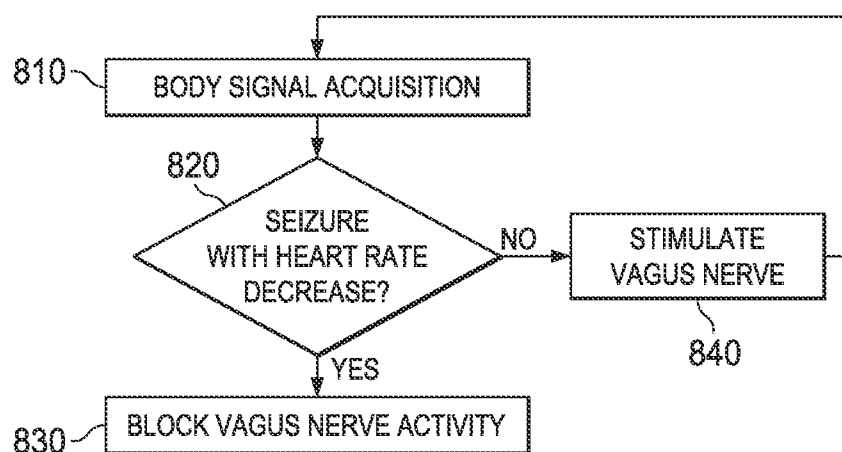 810
BODY SIGNAL ACQUISITION
820
SEIZURE
WITH HEART RATE
DECREASE?
NO
STIMULATE
VAGUS NERVE
840
YES
830
BLOCK VAGUS NERVE ACTIVITY